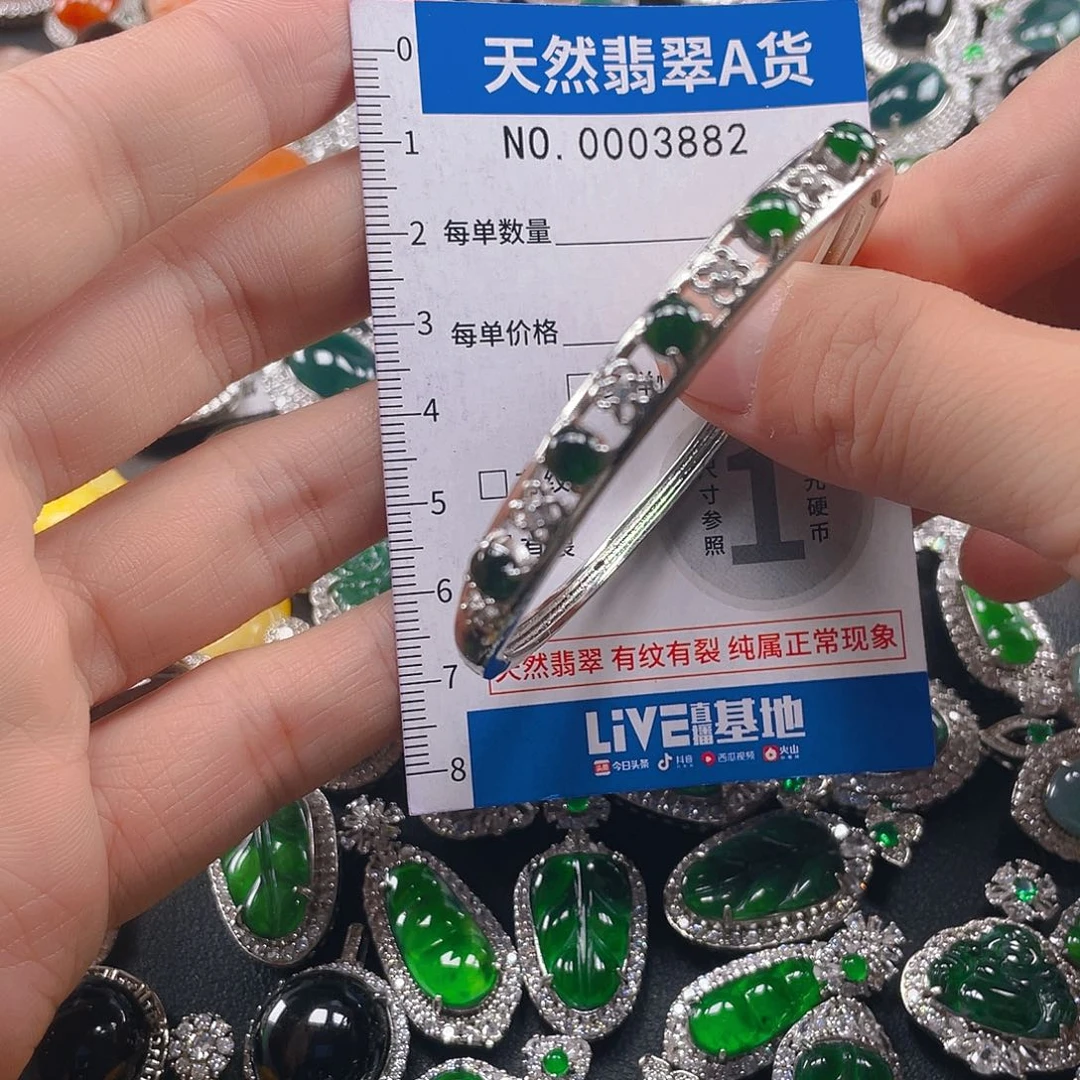 天然翡翠A货
NO. 0003882
0
1
2
3
4
5
6
7
8
每单数量
每单价格
1
寸参照
硬币
天然翡翠 有纹有裂 纯属正常现象
LiVE直播基地
今日头条 抖音 西瓜视频 火山